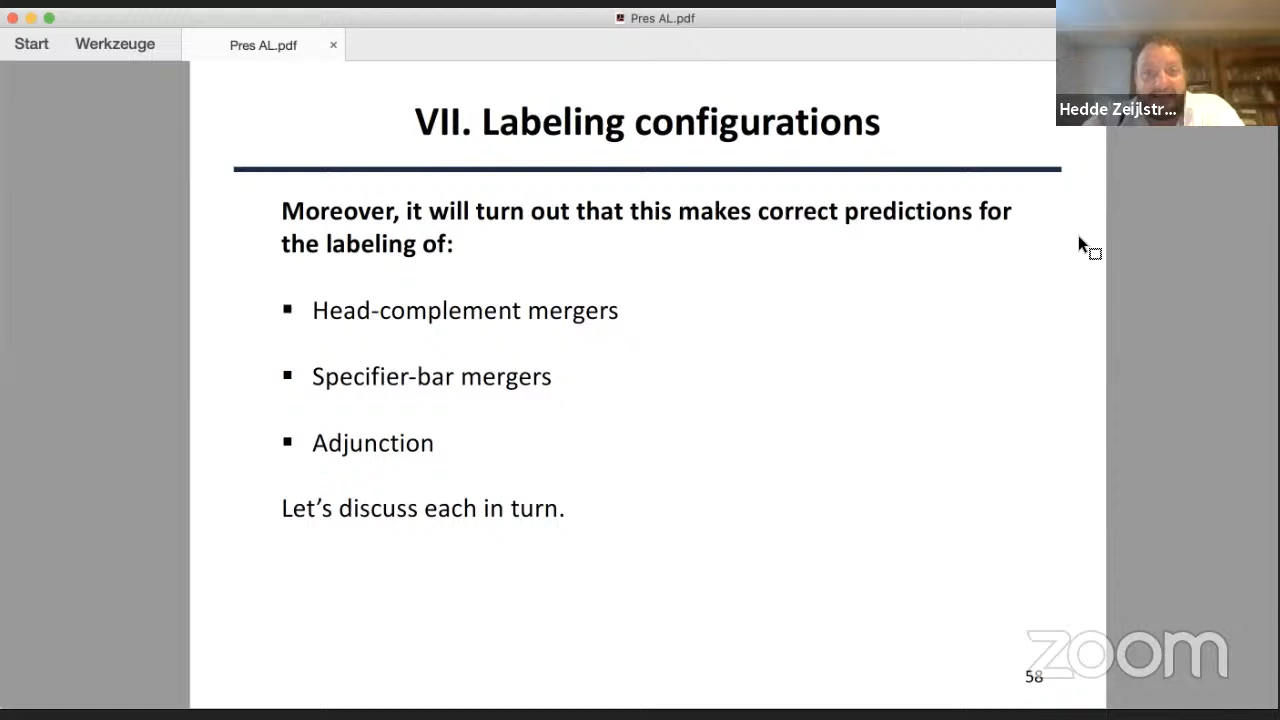 Pres AL.pdf
Start Werkzeuge Pres AL.pdf ×
Hedde Zeijlstr...
VII. Labeling configurations
Moreover, it will turn out that this makes correct predictions for
the labeling of:
▪ Head-complement mergers
▪ Specifier-bar mergers
▪ Adjunction
Let’s discuss each in turn.
zoom
58